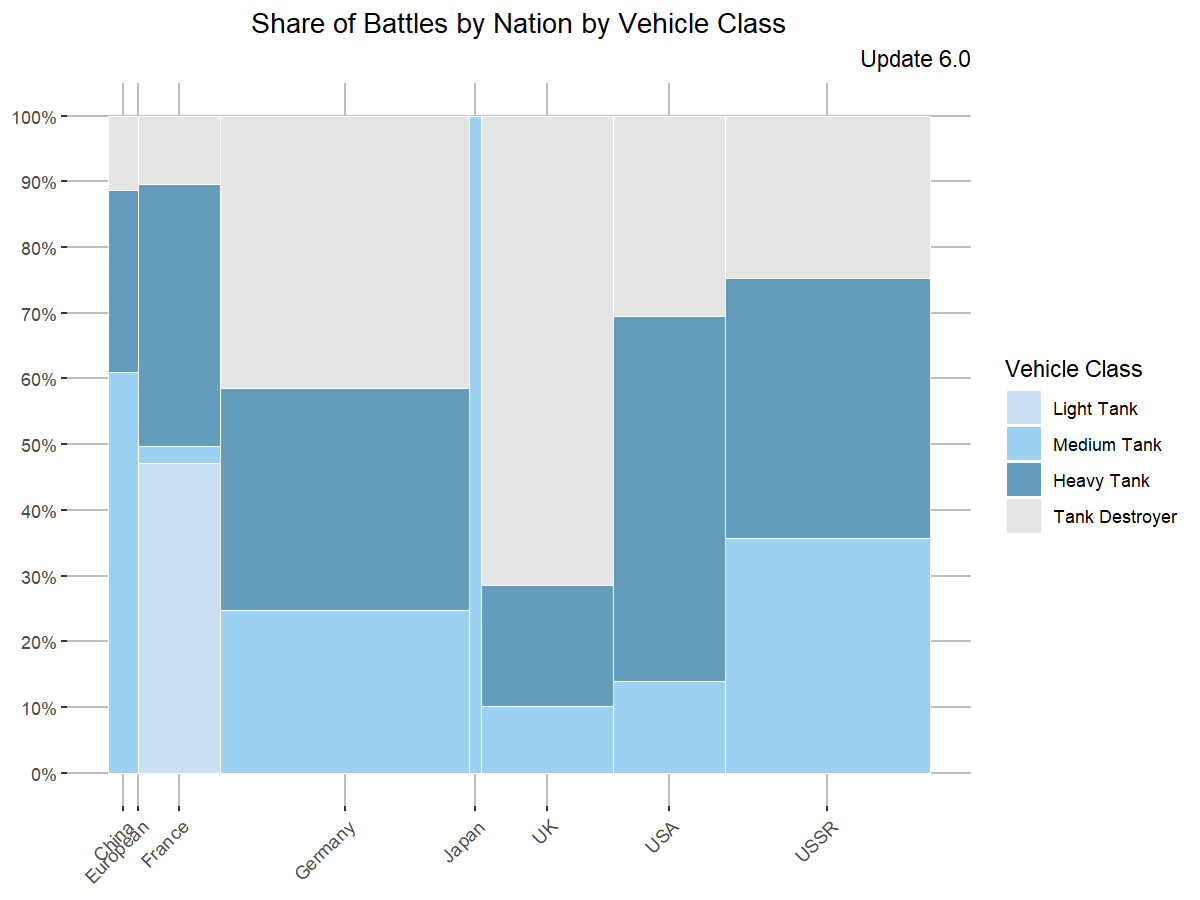 Share of Battles by Nation by Vehicle Class
Update 6.0
100%
90%
80%
70%
60%
50%
40%
30%
20%
10%
0%
China
European
France
Germany
Japan
UK
USA
USSR
Vehicle Class
Light Tank
Medium Tank
Heavy Tank
Tank Destroyer